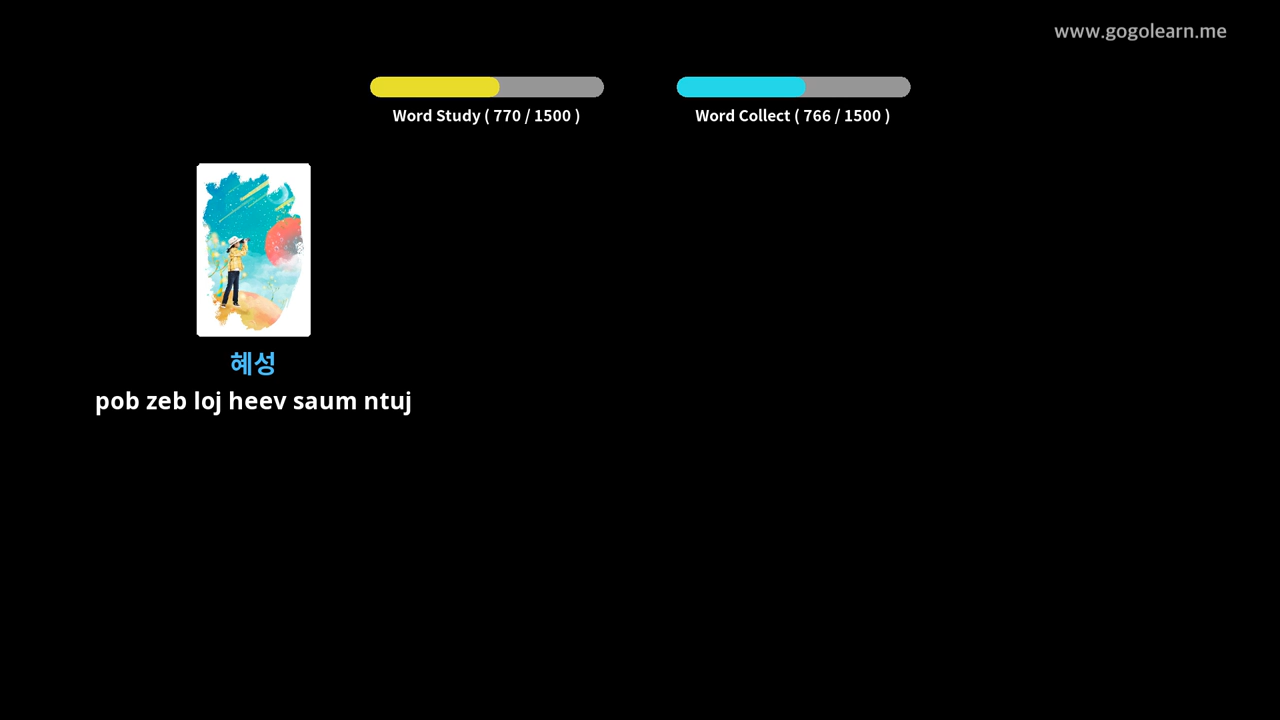 www.gogolearn.me
Word Study ( 770 / 1500 )
Word Collect ( 766 / 1500 )
혜성
pob zeb loj heev saum ntuj